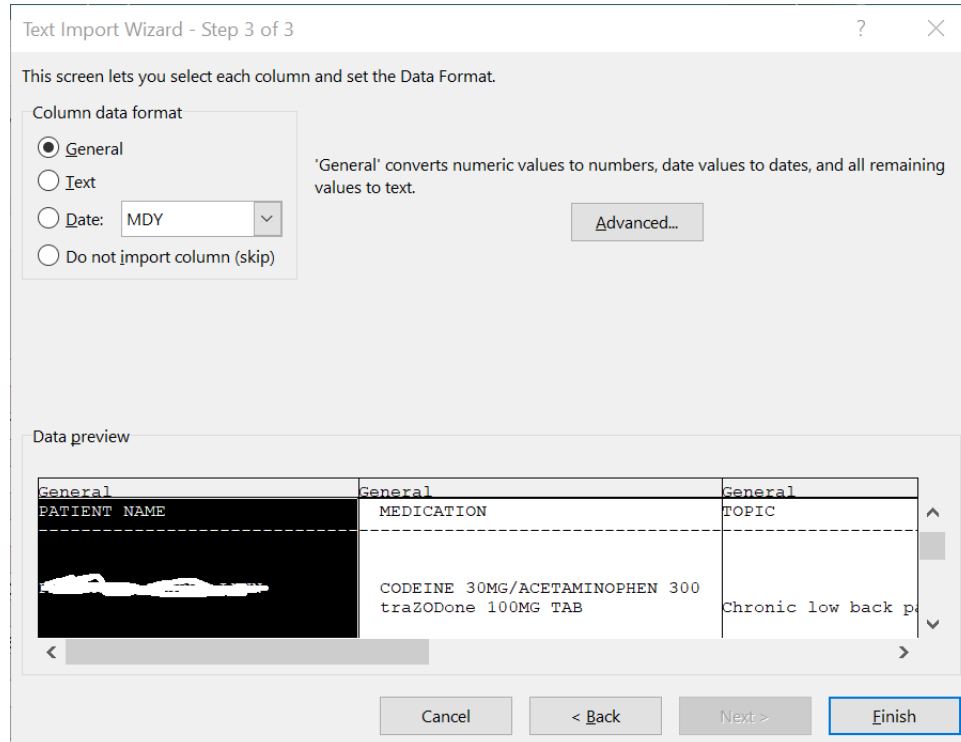 Text Import Wizard - Step 3 of 3 ?
This screen lets you select each column and set the Data Format.
Column data format
General
Text
Date: MDY
Do not import column (skip)
'General' converts numeric values to numbers, date values to dates, and all remaining
values to text.
Advanced...
Data preview
General General General
PATIENT NAME MEDICATION TOPIC
CODEINE 30MG/ACETAMINOPHEN 300
traZODone 100MG TAB Chronic low back
Cancel < Back Next > Finish